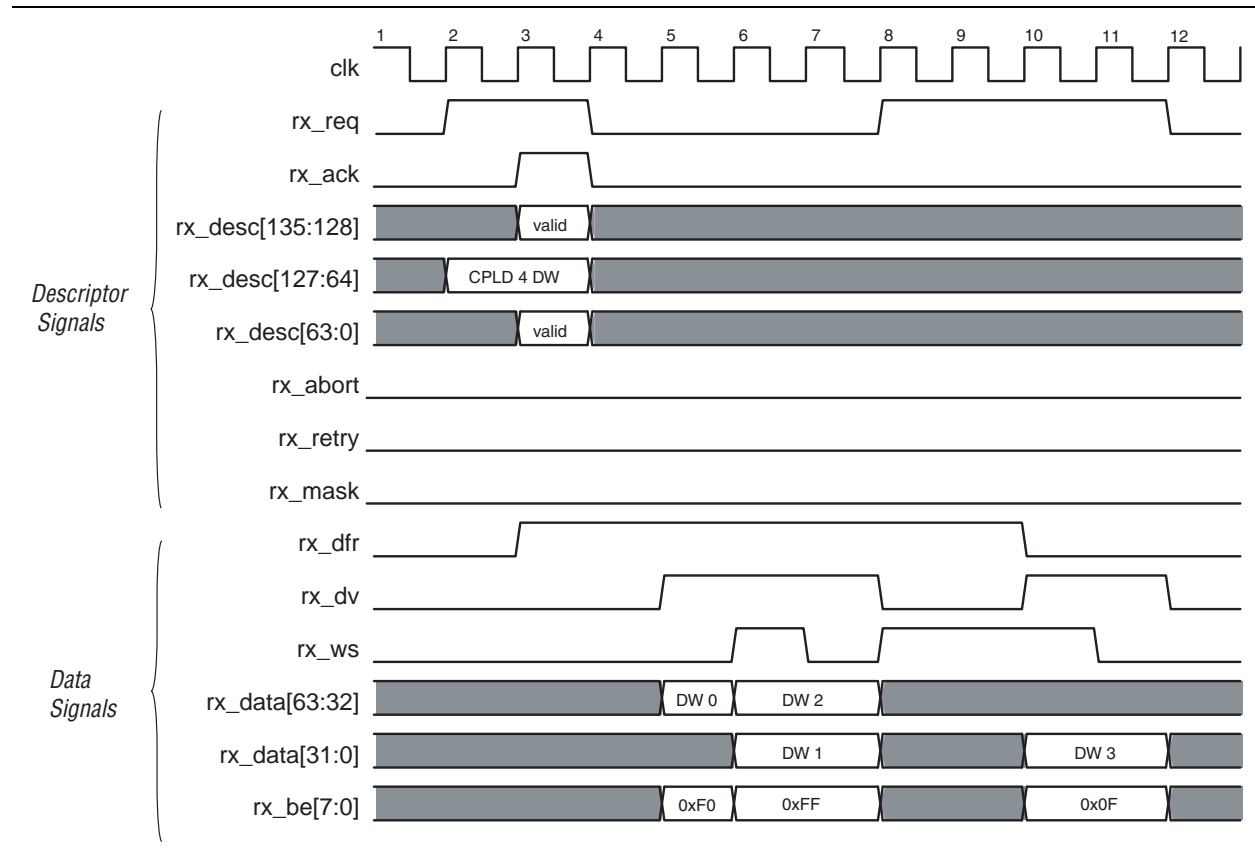 1 2 3 4 5 6 7 8 9 10 11 12
clk
rx_req
rx_ack
rx_desc[135:128] valid
rx_desc[127:64] CPLD 4 DW
Descriptor
Signals
rx_desc[63:0] valid
rx_abort
rx_retry
rx_mask
rx_dfr
rx_dv
rx_ws
Data
Signals
rx_data[63:32] DW 0 DW 2
rx_data[31:0] DW 1 DW 3
rx_be[7:0] 0xF0 0xFF 0x0F